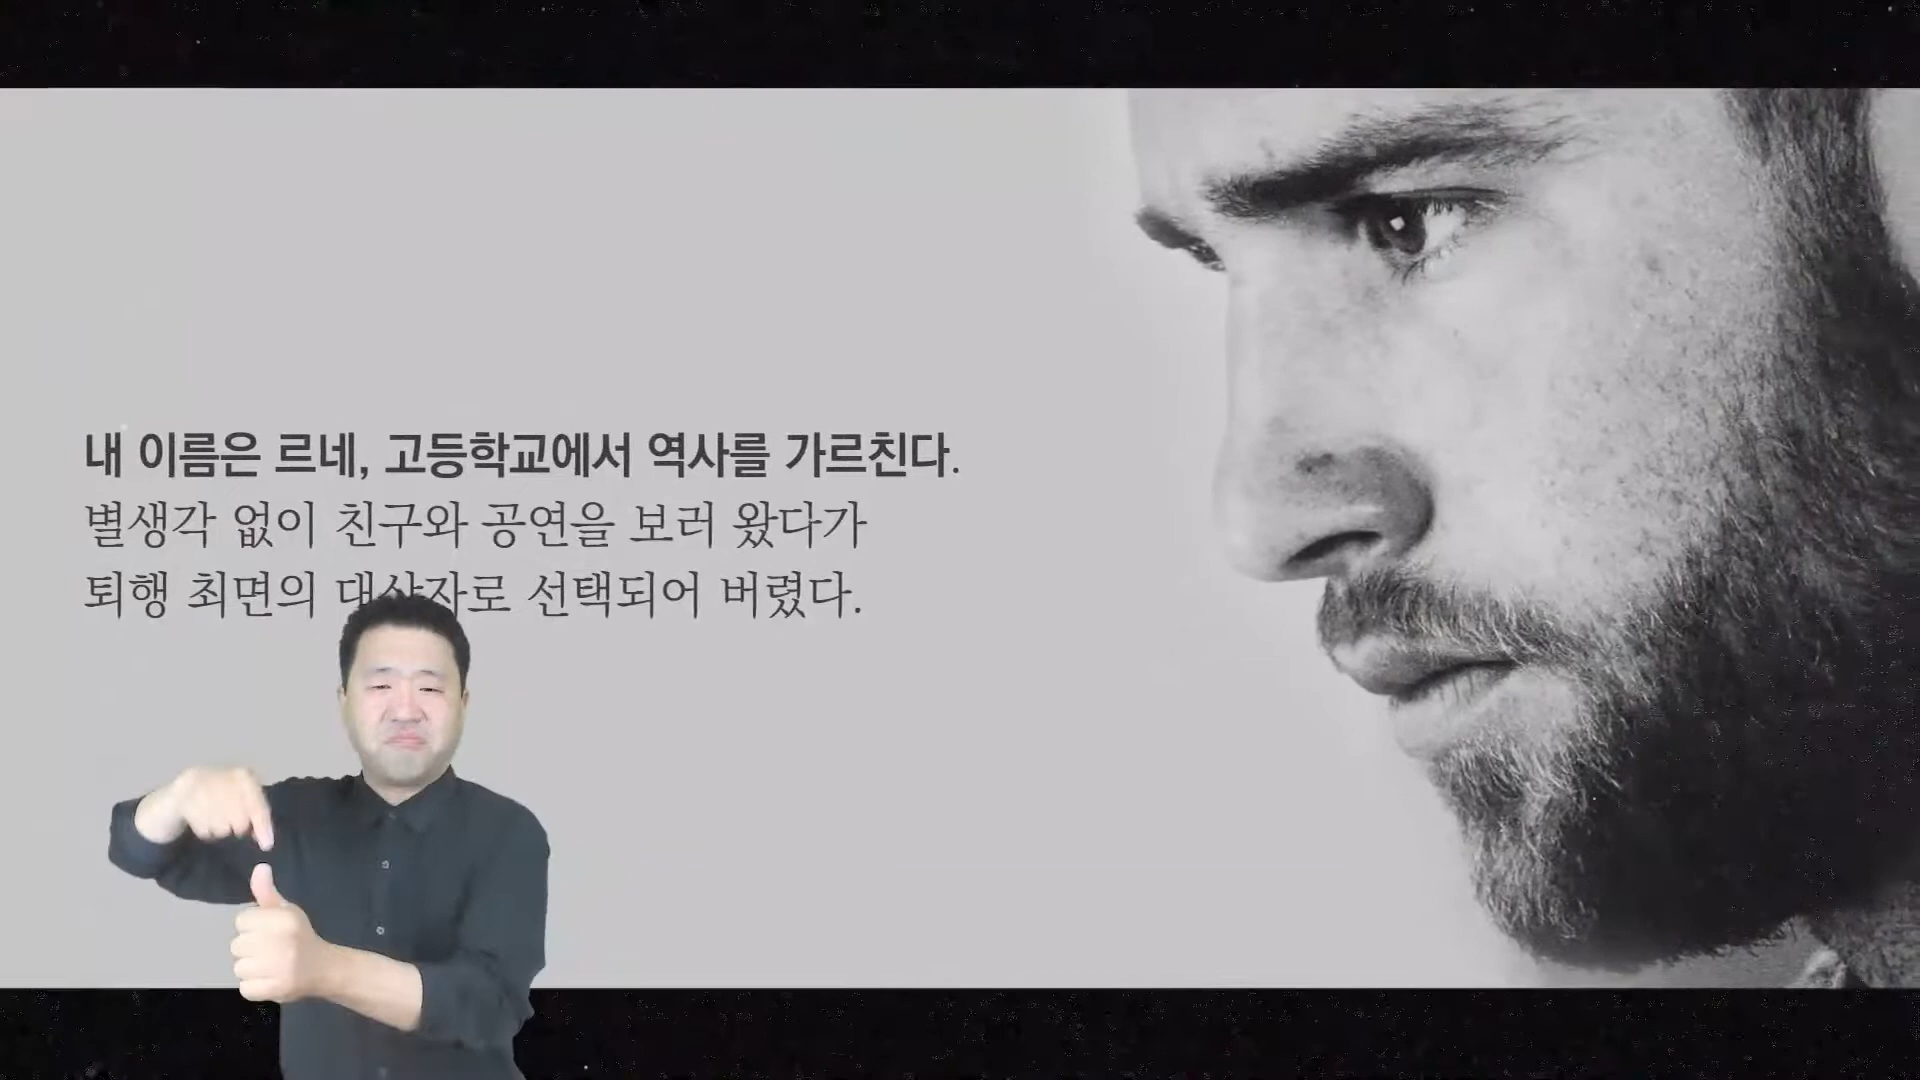 내 이름은 르네, 고등학교에서 역사를 가르친다.
별생각 없이 친구와 공연을 보러 왔다가
퇴행 최면의 대상자로 선택되어 버렸다.